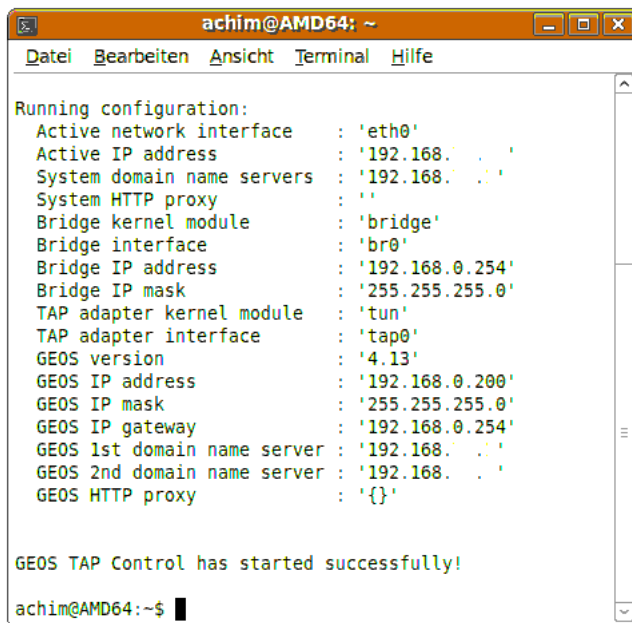 achim@AMD64: ~
Datei Bearbeiten Ansicht Terminal Hilfe
Running configuration:
Active network interface : 'eth0'
Active IP address : '192.168. . '
System domain name servers : '192.168. . '
System HTTP proxy : ''
Bridge kernel module : 'bridge'
Bridge interface : 'br0'
Bridge IP address : '192.168.0.254'
Bridge IP mask : '255.255.255.0'
TAP adapter kernel module : 'tun'
TAP adapter interface : 'tap0'
GEOS version : '4.13'
GEOS IP address : '192.168.0.200'
GEOS IP mask : '255.255.255.0'
GEOS IP gateway : '192.168.0.254'
GEOS 1st domain name server : '192.168. . '
GEOS 2nd domain name server : '192.168. . '
GEOS HTTP proxy : '{}'
GEOS TAP Control has started successfully!
achim@AMD64:~$